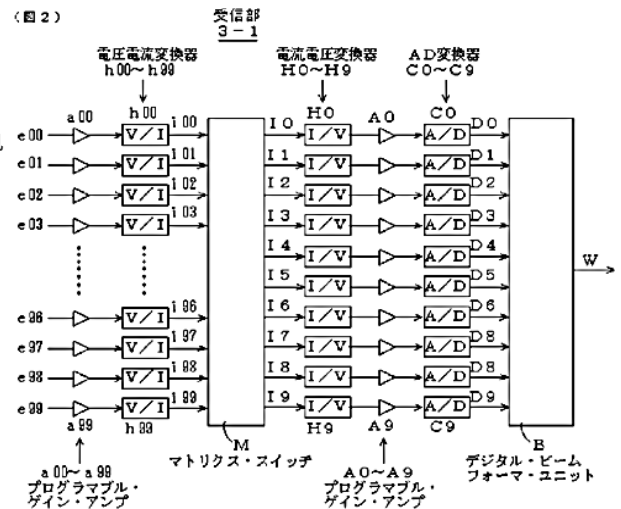 (図2)
受信部
3-1
電圧電流変換器
h00~h99
電流電圧変換器
H0~H9
AD変換器
C0~C9
a00 h00 i00 I0 H0 A0 C0 D0
e00 V/I I/V A/D
i01 I1 D1
e01 V/I I/V A/D
i02 I2 D2
e02 V/I I/V A/D
i03 I3 D3
e03 V/I I/V A/D
I4 D4
I/V A/D
W
I5 D5
I/V A/D
i96 I6 D6
e96 V/I I/V A/D
i97 I7 D8
e97 V/I I/V A/D
i98 I8 D8
e98 V/I I/V A/D
i99 I9 D9
e99 V/I I/V A/D
a99 h99 M H9 A9 C9 B
マトリクス・スイッチ
デジタル・ビーム
フォーマ・ユニット
a00~a99
プログラマブル・
ゲイン・アンプ
A0~A9
プログラマブル・
ゲイン・アンプ